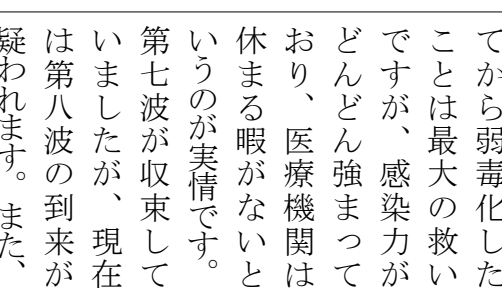 てから弱毒化した
ことは最大の救い
ですが、感染力が
どんどん強まって
おり、医療機関は
休まる暇がないと
いうのが実情です。
第七波が収束して
いましたが、現在
は第八波の到来が
疑われます。また、